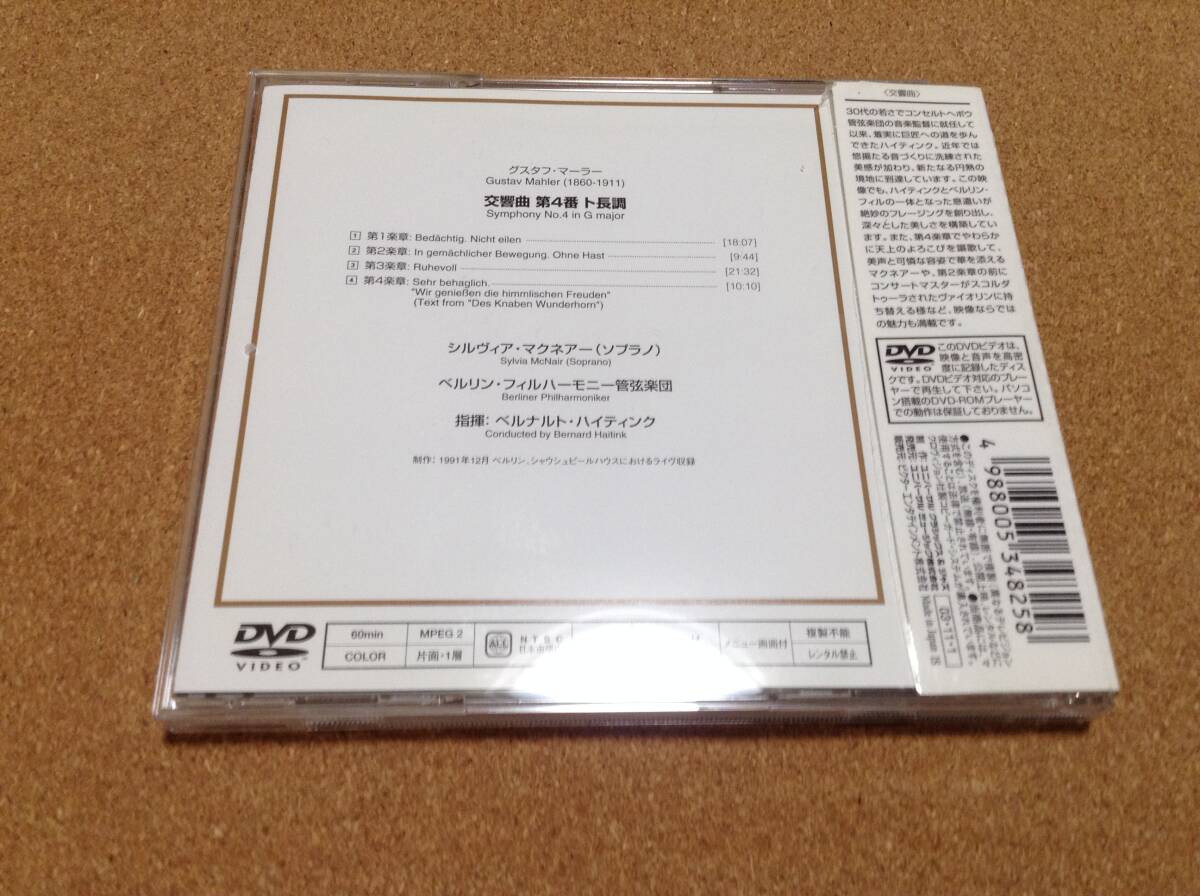 グスタフ・マーラー
Gustav Mahler (1860-1911)
交響曲 第4番 ト長調
Symphony No.4 in G major
1 第1楽章: Bedächtig. Nicht eilen [18:07]
2 第2楽章: In gemächlicher Bewegung. Ohne Hast [9:44]
3 第3楽章: Ruhevoll [21:32]
4 第4楽章: Sehr behaglich. [10:10]
"Wir genießen die himmlischen Freuden"
(Text from "Des Knaben Wunderhorn")
シルヴィア・マクネアー(ソプラノ)
Sylvia McNair (Soprano)
ベルリン・フィルハーモニー管弦楽団
Berliner Philharmoniker
指揮: ベルナルト・ハイティンク
Conducted by Bernard Haitink
制作: 1991年12月 ベルリン、シャウシュピールハウスにおけるライヴ収録
DVD
VIDEO
60min
MPEG 2
COLOR
片面・1層
ALL
NTSC
日本市
メニュー画面付
複製不能
レンタル禁止
〈交響曲〉
30代の若さでコンセルトヘボウ
管弦楽団の音楽監督に就任して
以来、着実に巨匠への道を歩ん
できたハイティンク。近年では
悠揚たる音づくりに洗練された
美感が加わり、新たなる円熟の
境地に到達しています。この映
像でも、ハイティンクとベルリン・
フィルの一体となった息遣いが
絶妙のフレージングを創り出し、
深々とした美しさを構築してい
ます。また、第4楽章でやわらか
に天上のよろこびを謳歌して、
美声と可憐な容姿で華を添える
マクネアーや、第2楽章の前に
コンサートマスターがスコルダ
トゥーラされたヴァイオリンに持
ち替える様など、映像ならでは
の魅力も満載です。
DVD
VIDEO
このDVDビデオは、
映像と音声を高密
度に記録したディス
クです。DVDビデオ対応のプレー
ヤーで再生して下さい。パソコ
ン搭載のDVD-ROMプレーヤー
での動作は保証しておりません。
4 988005 348258
03・11・1
Made in Japan